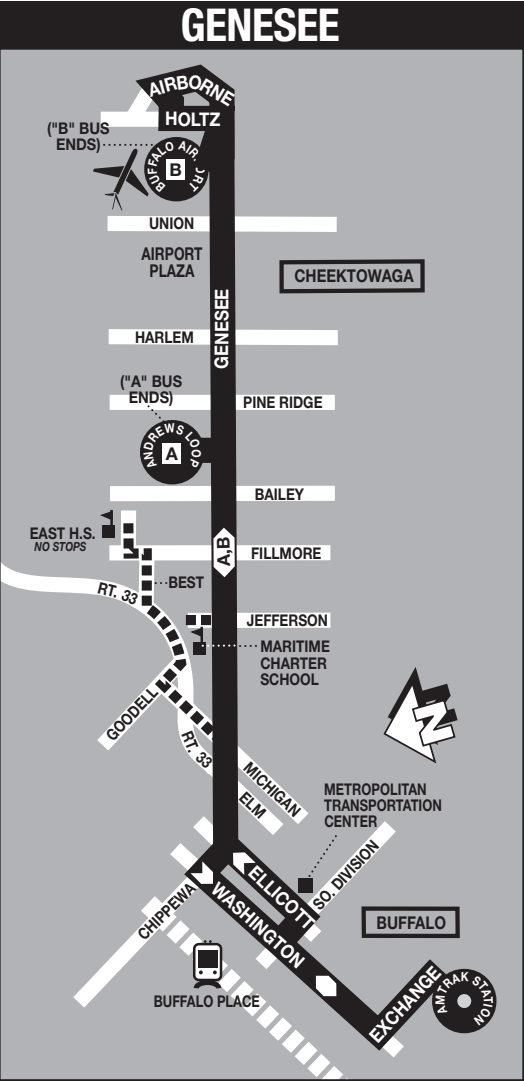 GENESEE
AIRBORNE
HOLTZ
("B" BUS
ENDS)
BUFFALO AIRPORT
B
UNION
AIRPORT
PLAZA
CHEEKTOWAGA
GENESEE
HARLEM
("A" BUS
ENDS)
PINE RIDGE
ANDREWS LOOP
A
BAILEY
EAST H.S.
NO STOPS
A,B
FILLMORE
BEST
RT. 33
JEFFERSON
MARITIME
CHARTER
SCHOOL
GOODELL
N
RT. 33
MICHIGAN
ELM
METROPOLITAN
TRANSPORTATION
CENTER
SO. DIVISION
ELLICOTT
CHIPPEWA
WASHINGTON
BUFFALO
BUFFALO PLACE
EXCHANGE
AMTRAK STATION